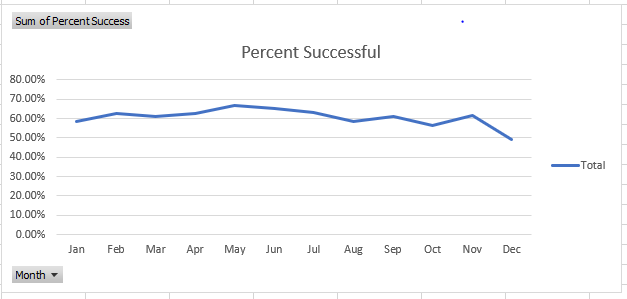 Sum of Percent Success
Percent Successful
80.00%
70.00%
60.00%
50.00%
40.00%
30.00%
20.00%
10.00%
0.00%
Jan Feb Mar Apr May Jun Jul Aug Sep Oct Nov Dec
Total
Month